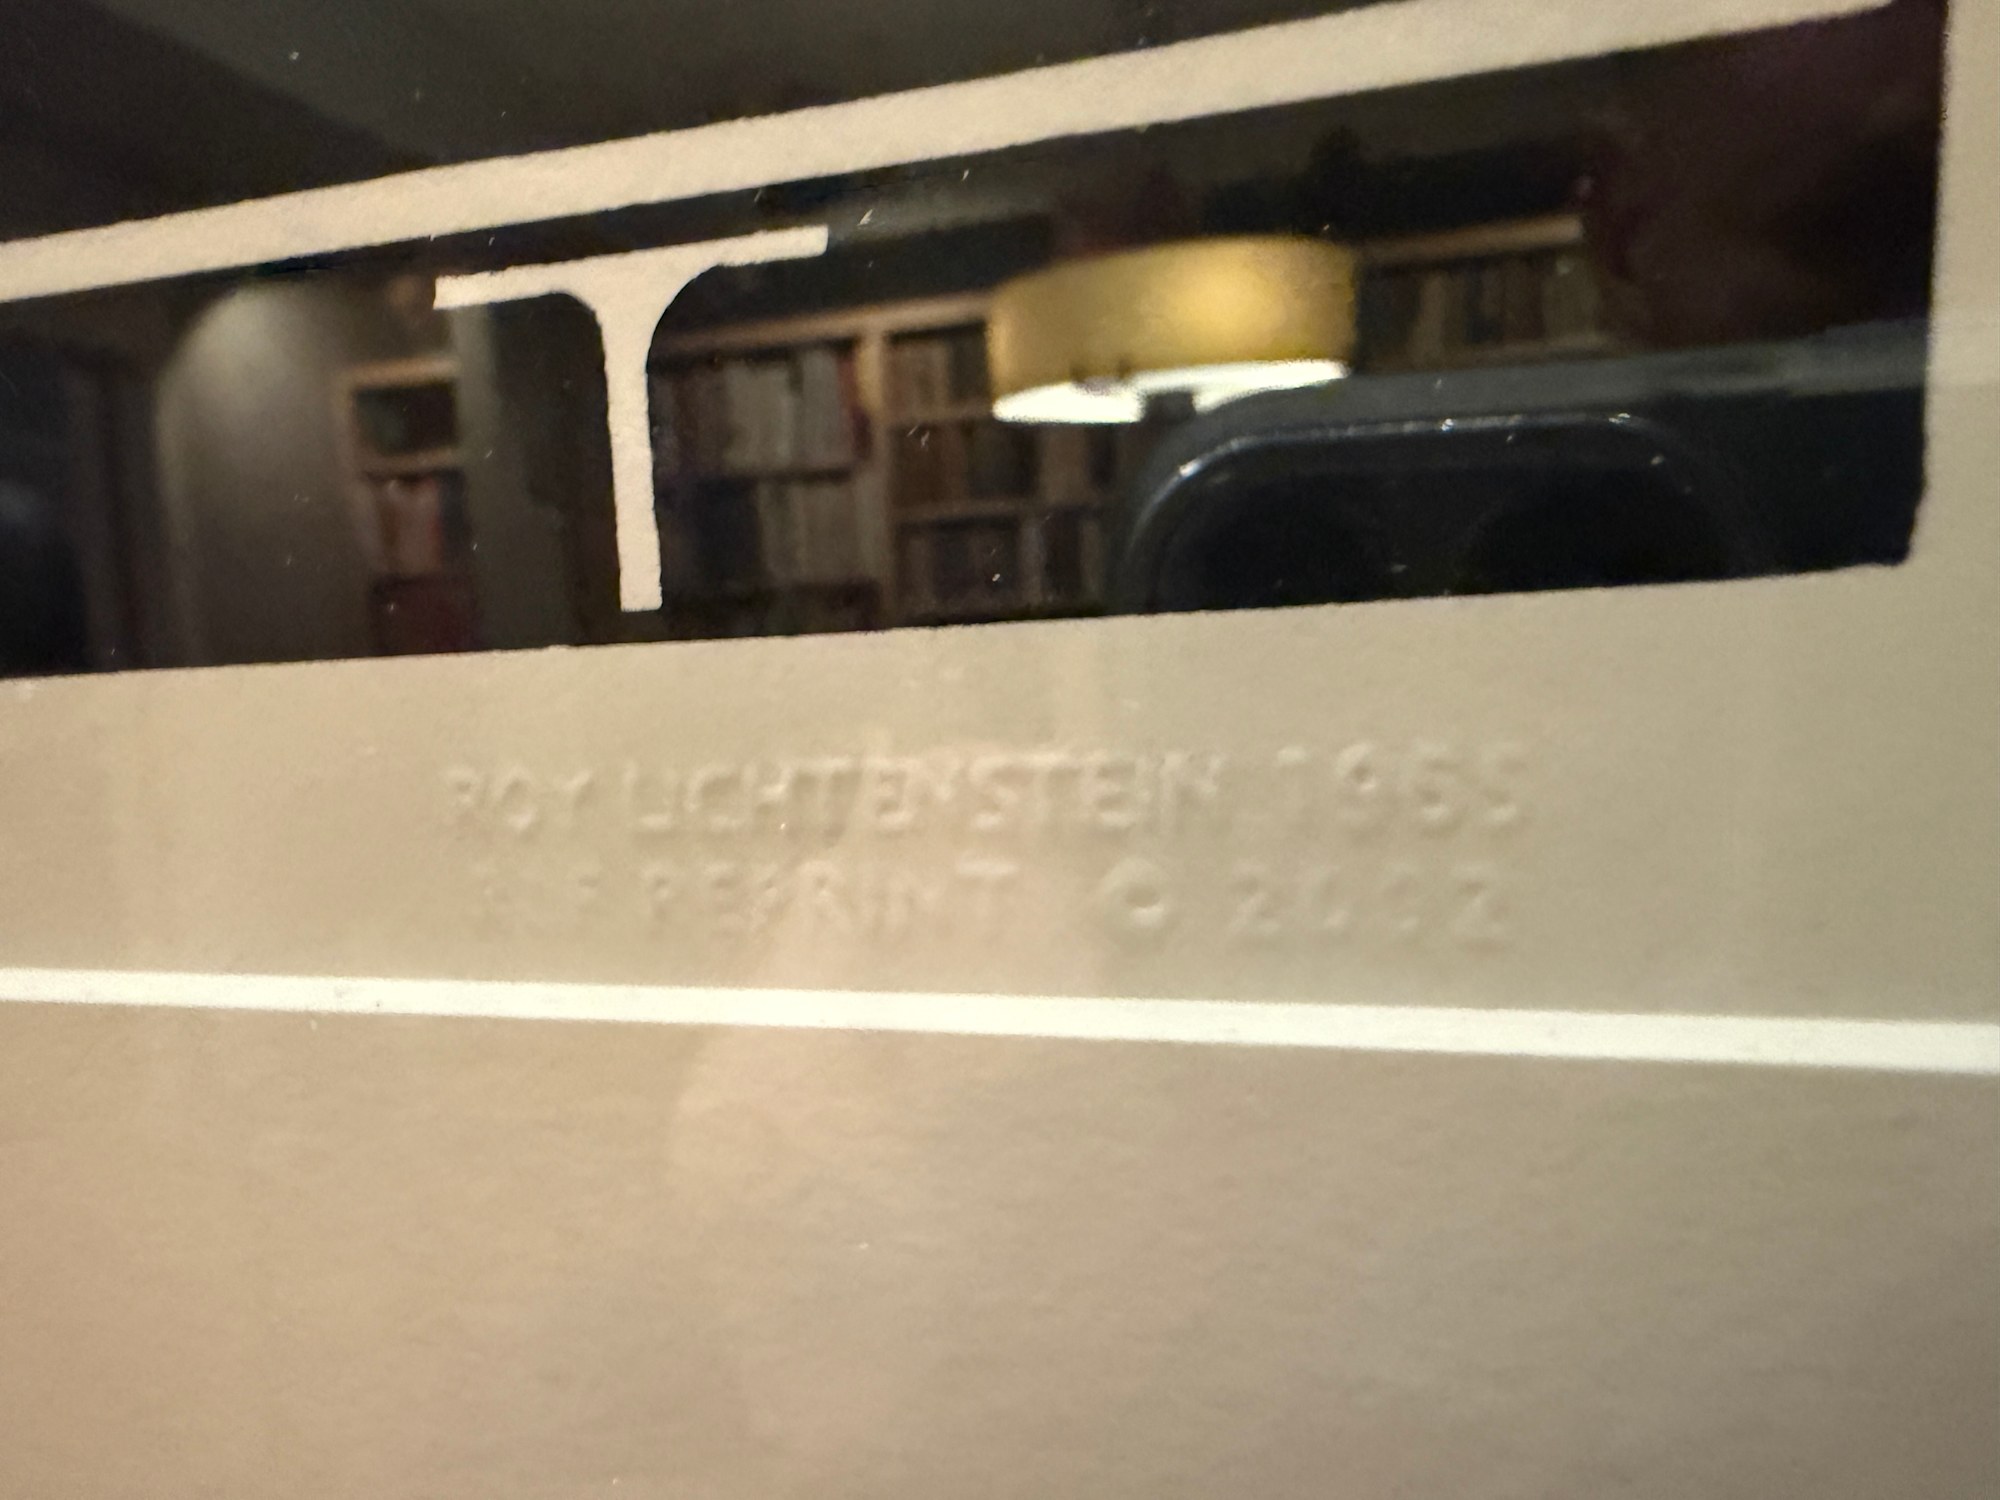 T
ROY LICHTENSTEIN 1965
REPRINT © 2002